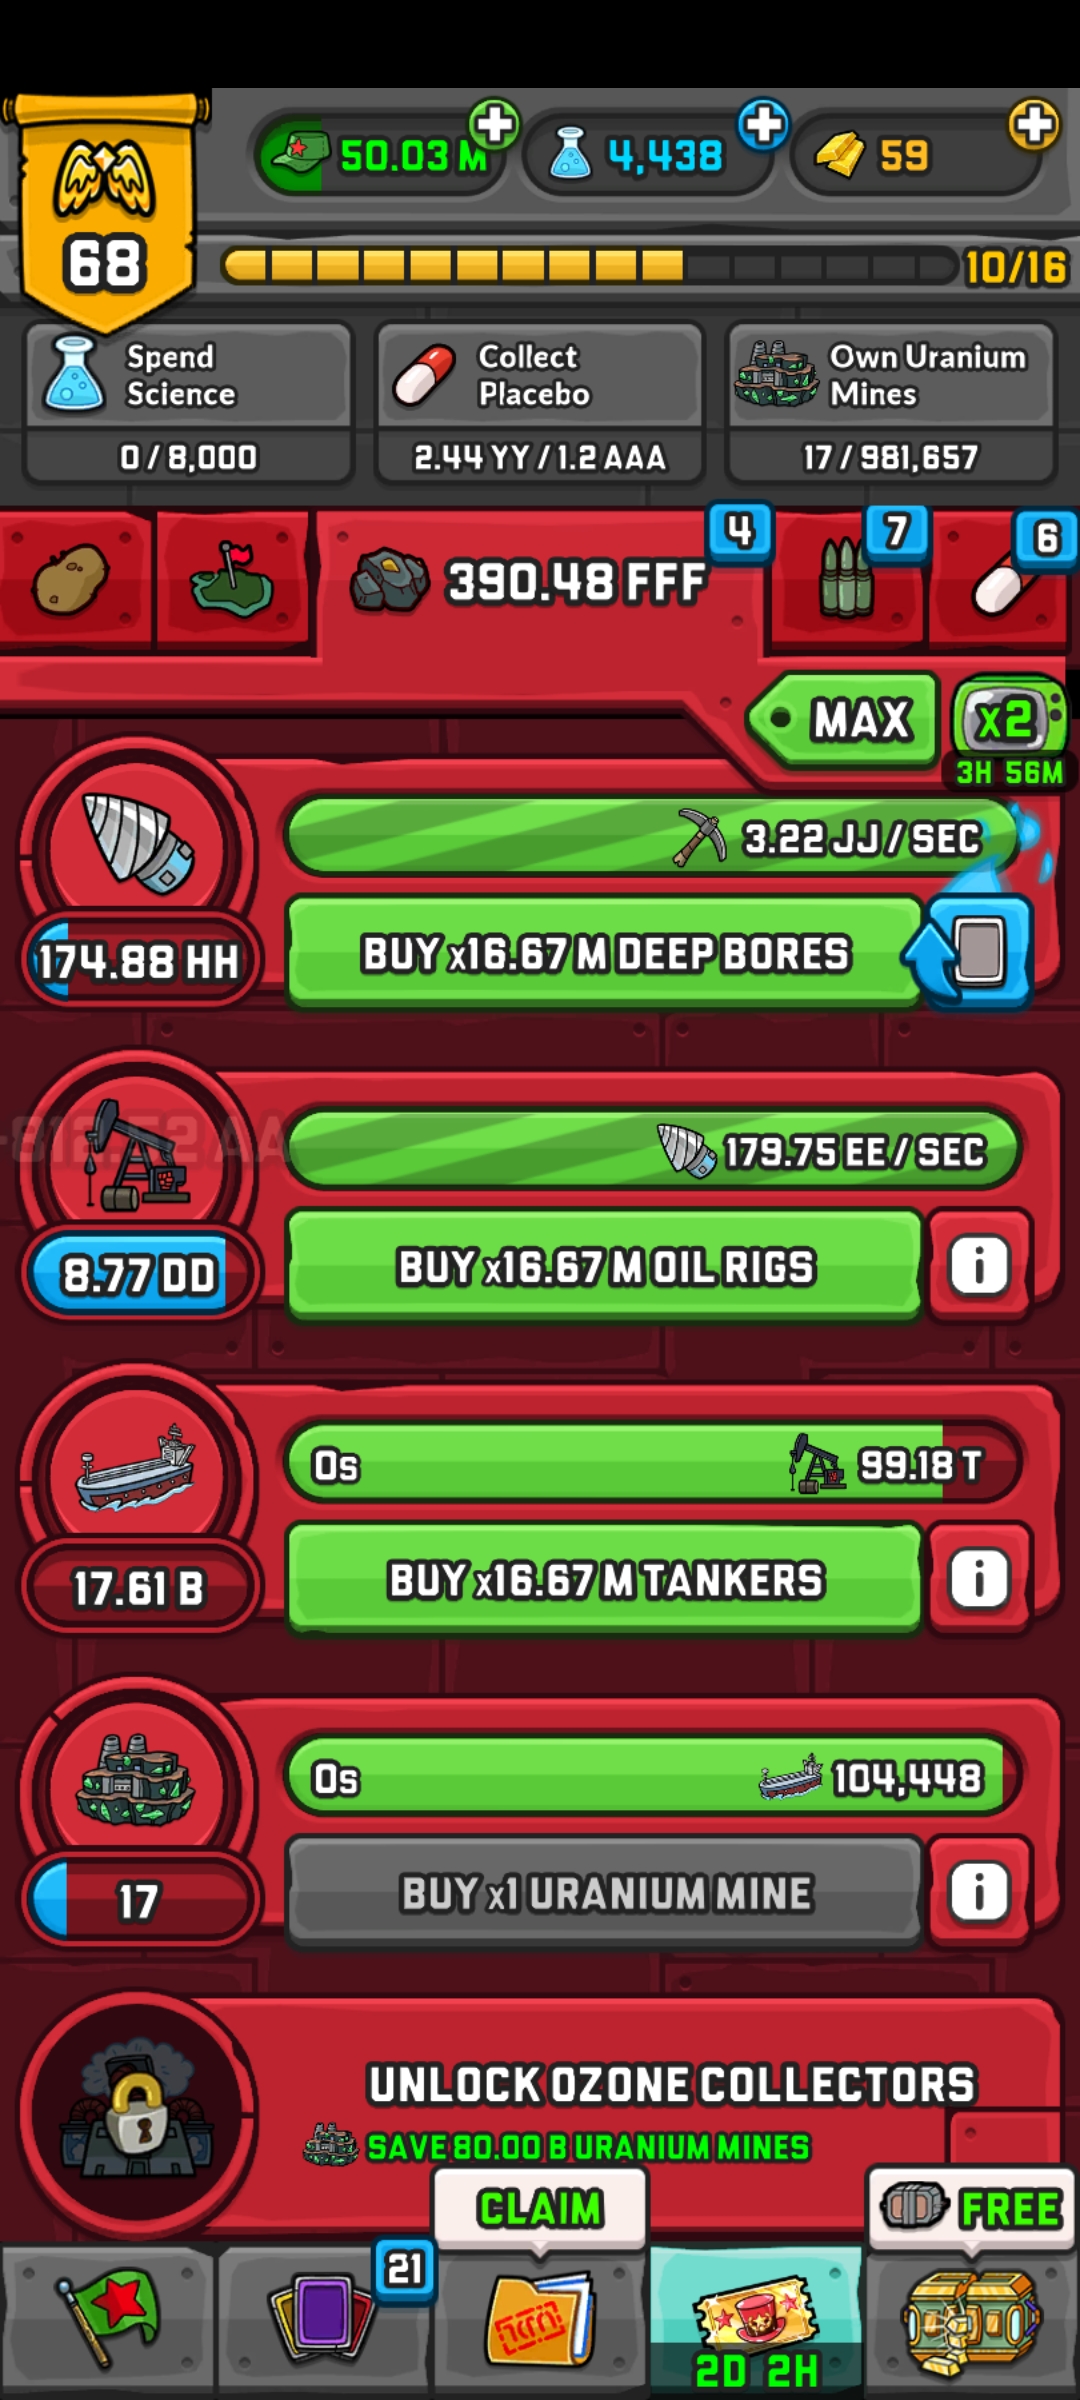 50.03 M
4,438
59
68
10/16
Spend
Science
0 / 8,000
Collect
Placebo
2.44 YY / 1.2 AAA
Own Uranium
Mines
17 / 981,657
390.48 FFF
4
7
6
MAX
x2
3H 56M
3.22 JJ / SEC
174.88 HH
BUY x16.67 M DEEP BORES
-812.52 AA
179.75 EE / SEC
8.77 DD
BUY x16.67 M OIL RIGS
i
0s
99.18 T
17.61 B
BUY x16.67 M TANKERS
i
0s
104,448
17
BUY x1 URANIUM MINE
i
UNLOCK OZONE COLLECTORS
SAVE 80.00 B URANIUM MINES
CLAIM
FREE
21
2D 2H